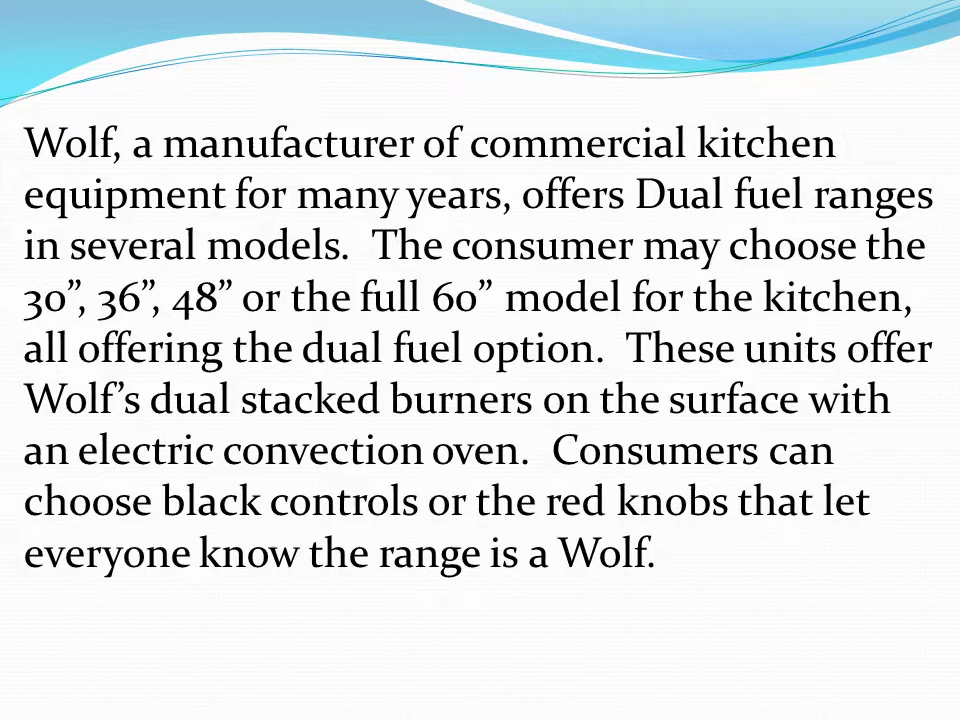 Wolf, a manufacturer of commercial kitchen
equipment for many years, offers Dual fuel ranges
in several models.  The consumer may choose the
30”, 36”, 48” or the full 60” model for the kitchen,
all offering the dual fuel option.  These units offer
Wolf’s dual stacked burners on the surface with
an electric convection oven.  Consumers can
choose black controls or the red knobs that let
everyone know the range is a Wolf.